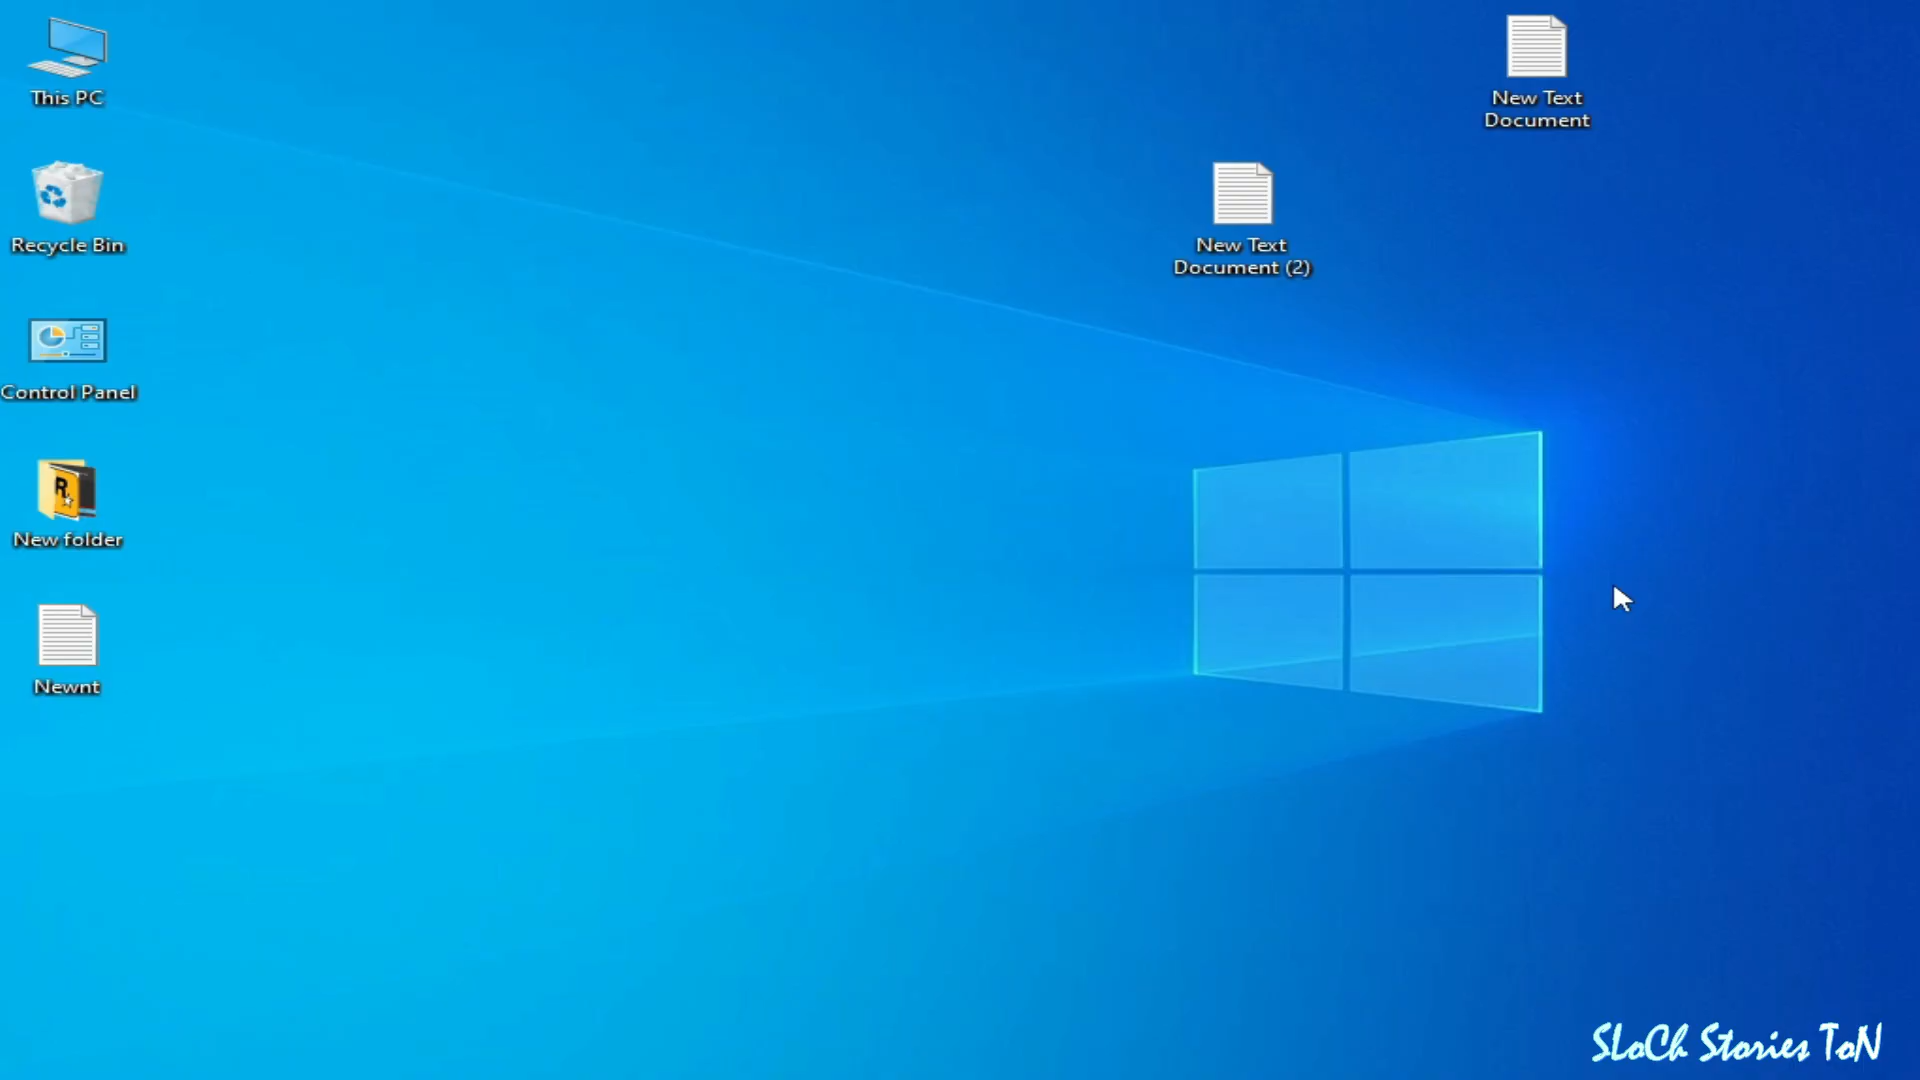 This PC
Recycle Bin
Control Panel
R
New folder
Newnt
New Text
Document
New Text
Document (2)
SLoCh Stories ToN